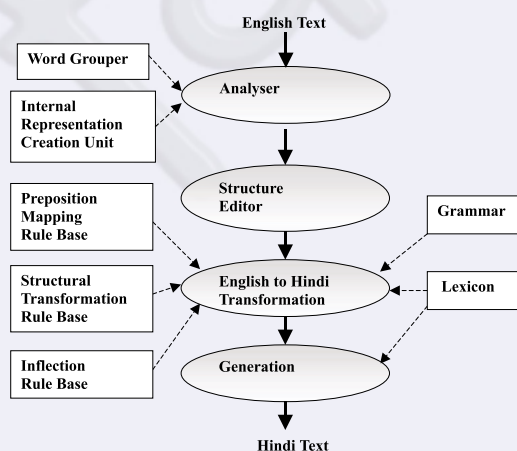 English Text
Word Grouper
Analyser
Internal
Representation
Creation Unit
Structure
Editor
Preposition
Mapping
Rule Base
Grammar
Structural
Transformation
Rule Base
English to Hindi
Transformation
Lexicon
Inflection
Rule Base
Generation
Hindi Text